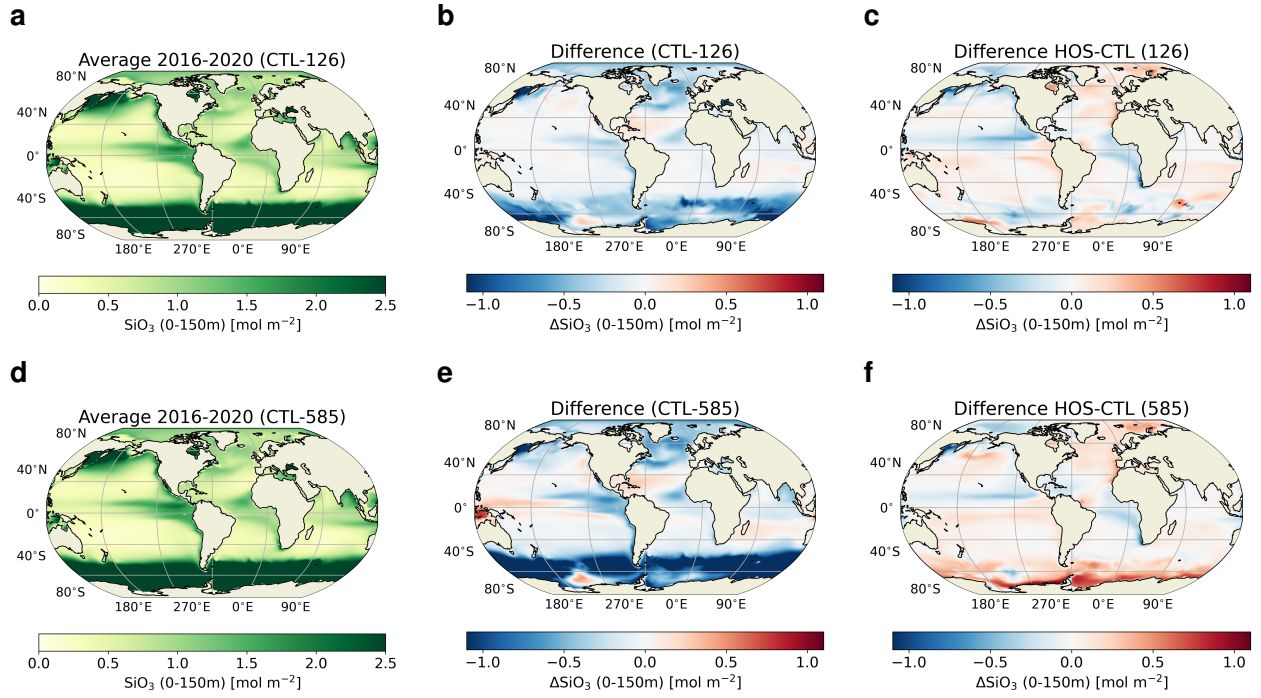 a
Average 2016-2020 (CTL-126)
80°N
40°N
0°
40°S
80°S
180°E 270°E 0°E 90°E
0.0 0.5 1.0 1.5 2.0 2.5
SiO₃ (0-150m) [mol m⁻²]
b
Difference (CTL-126)
80°N
40°N
0°
40°S
80°S
180°E 270°E 0°E 90°E
−1.0 −0.5 0.0 0.5 1.0
ΔSiO₃ (0-150m) [mol m⁻²]
c
Difference HOS-CTL (126)
80°N
40°N
0°
40°S
80°S
180°E 270°E 0°E 90°E
−1.0 −0.5 0.0 0.5 1.0
ΔSiO₃ (0-150m) [mol m⁻²]
d
Average 2016-2020 (CTL-585)
80°N
40°N
0°
40°S
80°S
180°E 270°E 0°E 90°E
0.0 0.5 1.0 1.5 2.0 2.5
SiO₃ (0-150m) [mol m⁻²]
e
Difference (CTL-585)
80°N
40°N
0°
40°S
80°S
180°E 270°E 0°E 90°E
−1.0 −0.5 0.0 0.5 1.0
ΔSiO₃ (0-150m) [mol m⁻²]
f
Difference HOS-CTL (585)
80°N
40°N
0°
40°S
80°S
180°E 270°E 0°E 90°E
−1.0 −0.5 0.0 0.5 1.0
ΔSiO₃ (0-150m) [mol m⁻²]